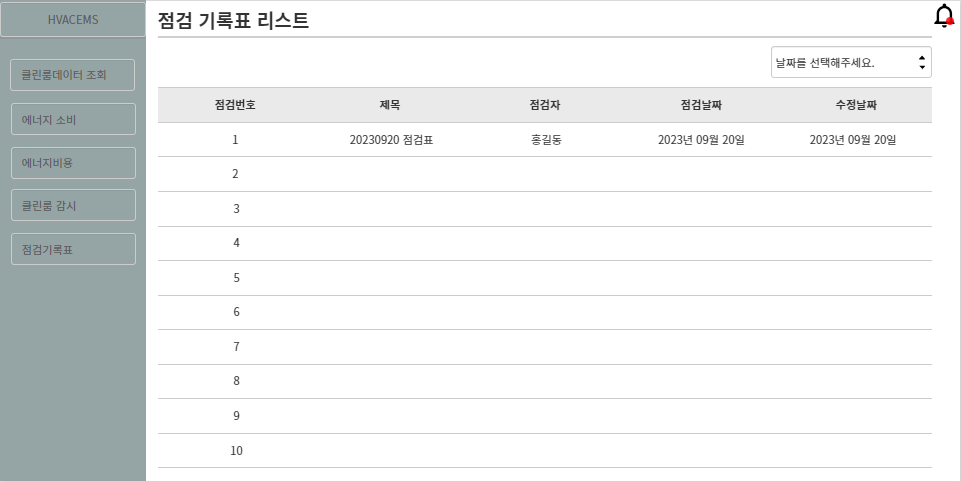 HVACEMS
클린룸데이터 조회
에너지 소비
에너지비용
클린룸 감시
점검기록표
점검 기록표 리스트
날짜를 선택해주세요.
점검번호 제목 점검자 점검날짜 수정날짜
1 20230920 점검표 홍길동 2023년 09월 20일 2023년 09월 20일
2
3
4
5
6
7
8
9
10